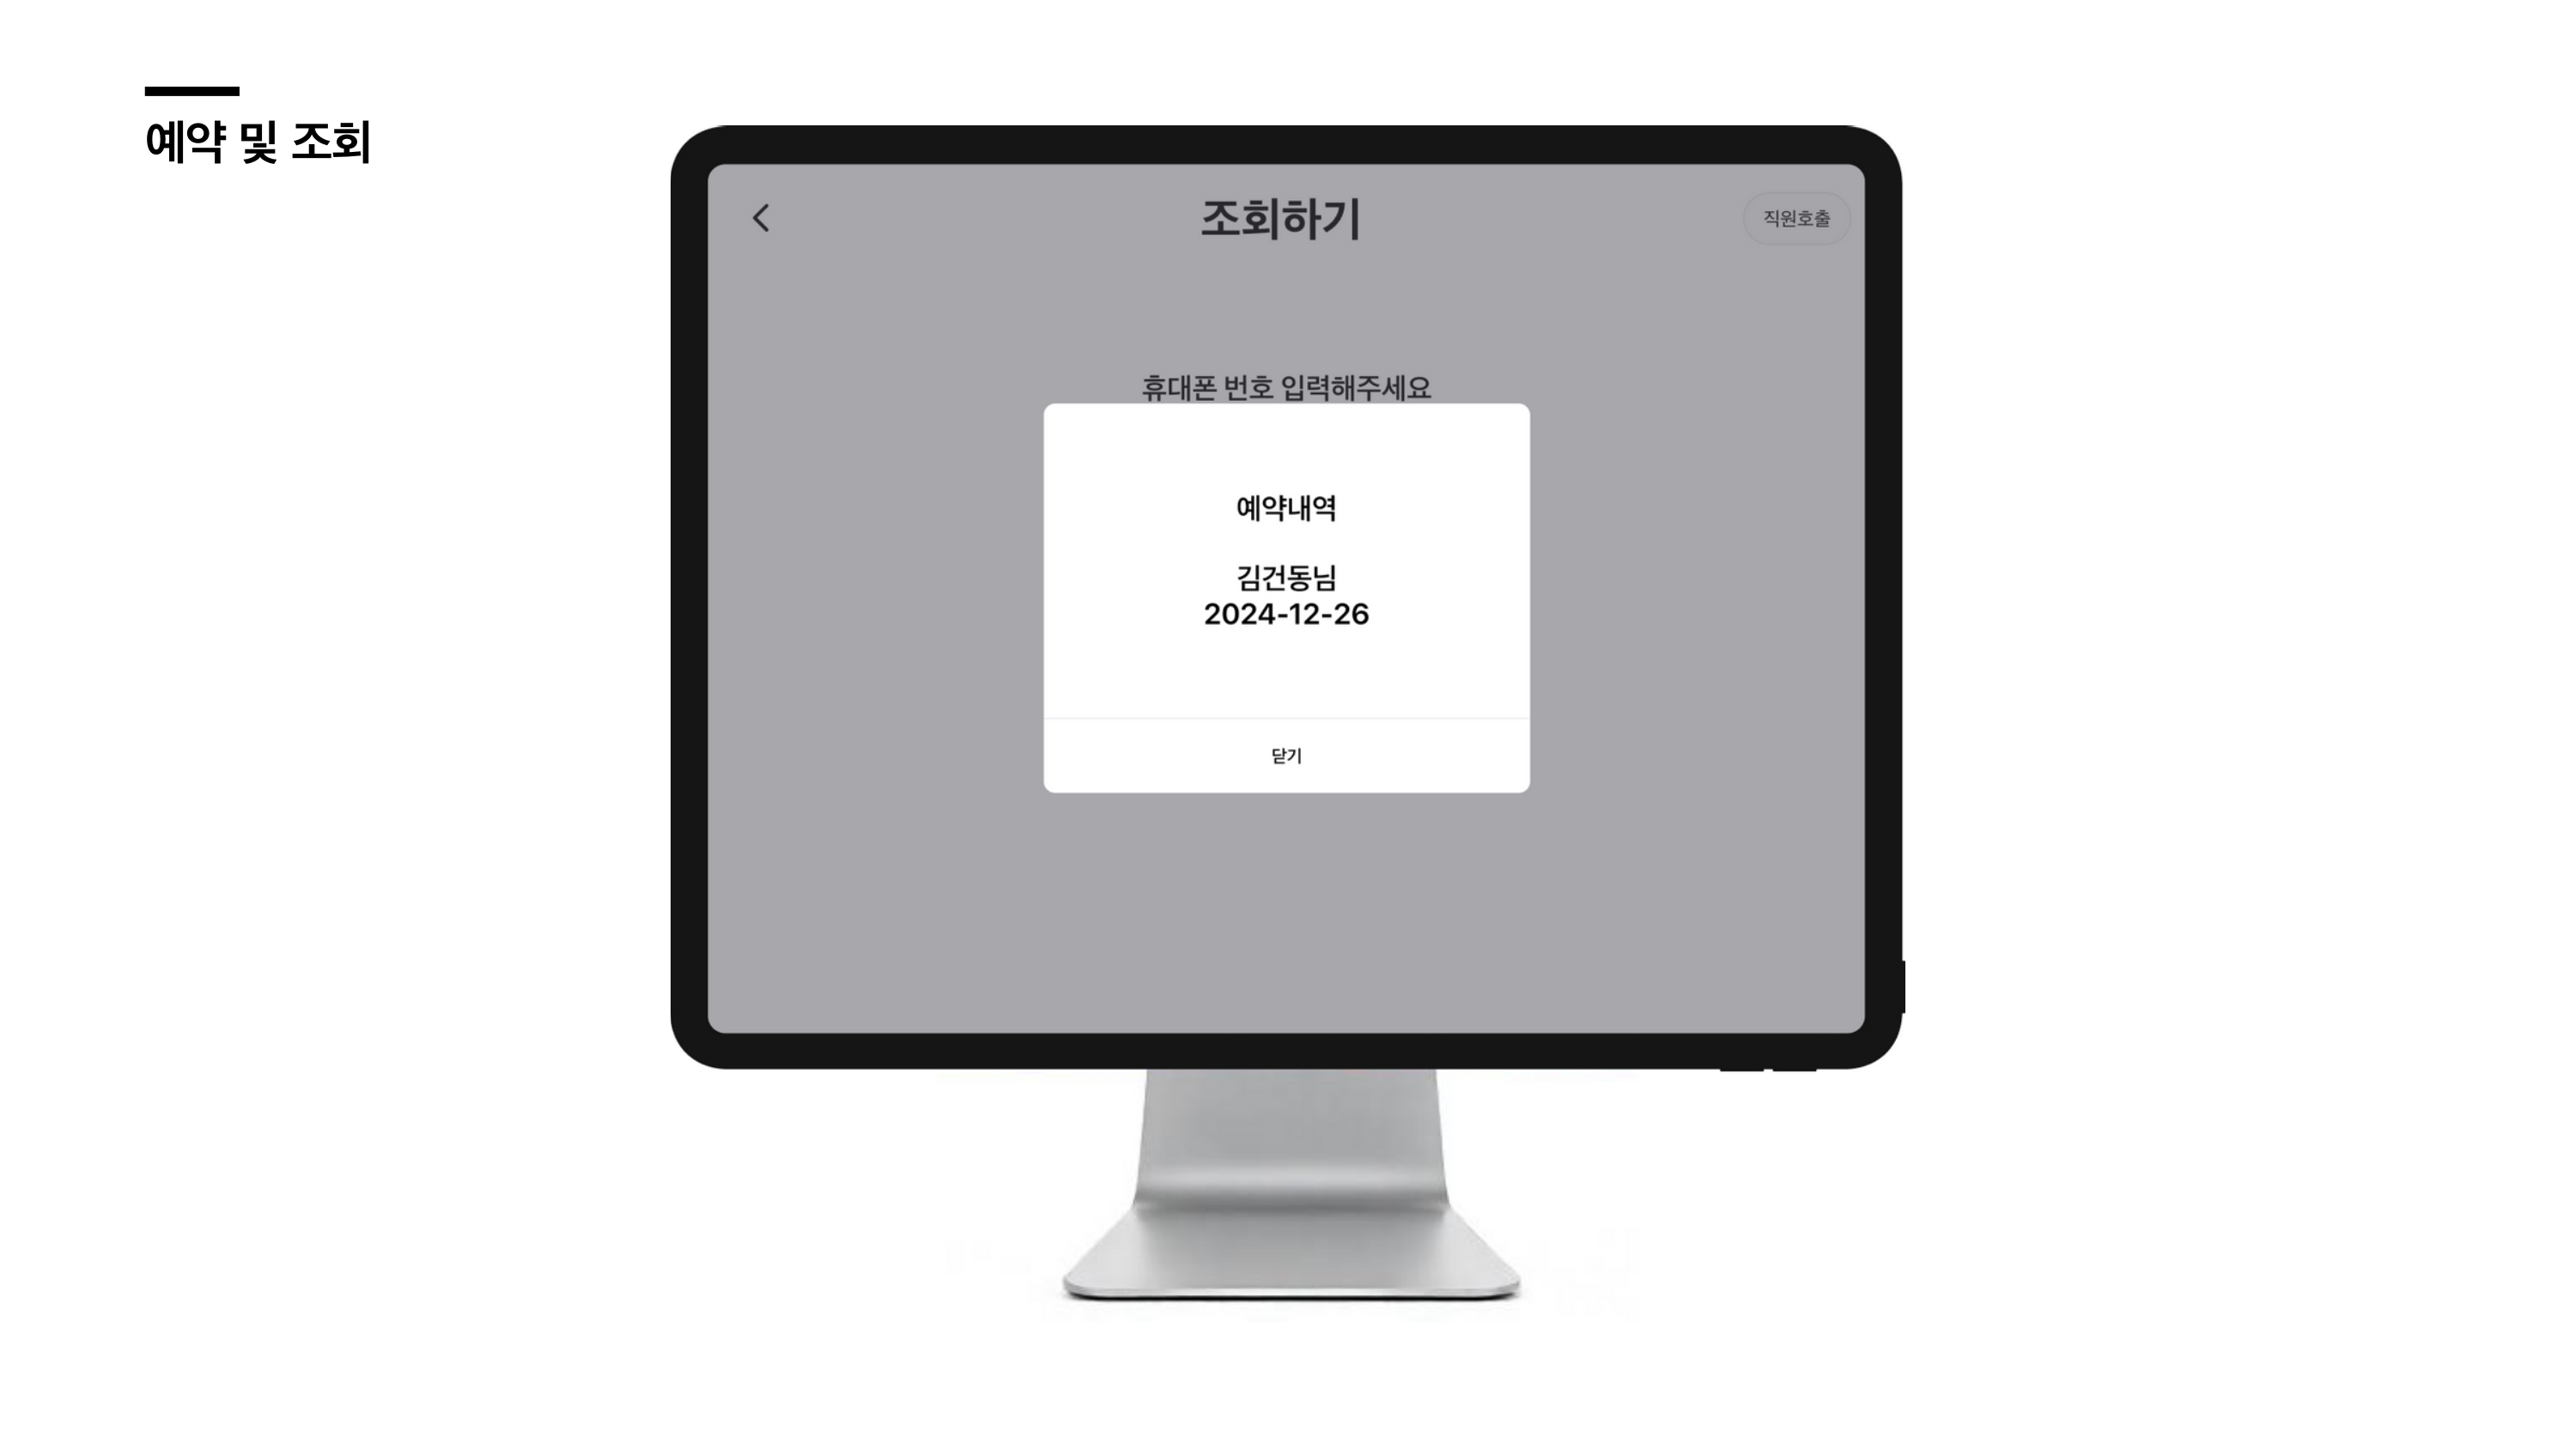 예약 및 조회
조회하기
직원호출
휴대폰 번호 입력해주세요
예약내역
김건동님
2024-12-26
닫기